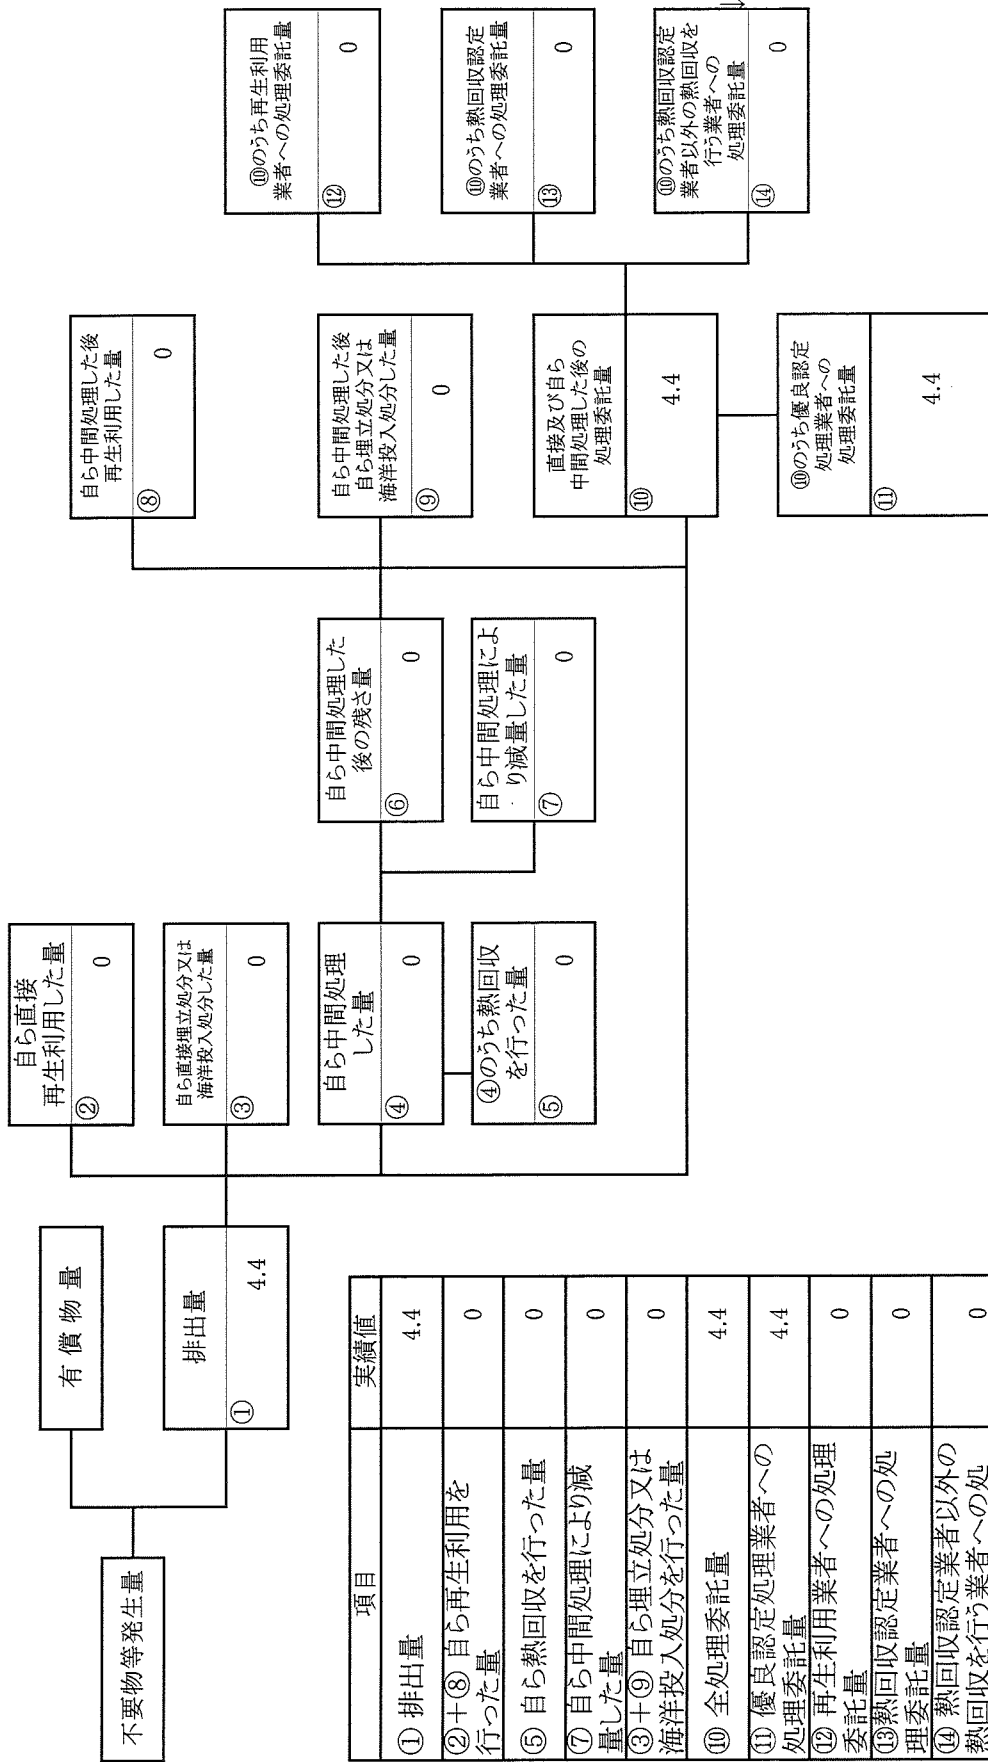 不要物等発生量
有償物量
排出量
①
4.4
自ら直接
再生利用した量
②
0
自ら直接埋立処分又は
海洋投入処分した量
③
0
自ら中間処理
した量
④
0
④のうち熱回収
を行った量
⑤
0
自ら中間処理した
後の残さ量
⑥
0
自ら中間処理によ
り減量した量
⑦
0
自ら中間処理した後
再生利用した量
⑧
0
自ら中間処理した後
自ら埋立処分又は
海洋投入処分した量
⑨
0
直接及び自ら
中間処理した後の
処理委託量
⑩
4.4
⑩のうち優良認定
処理業者への
処理委託量
⑪
4.4
⑩のうち再生利用
業者への処理委託量
⑫
0
⑩のうち熱回収認定
業者への処理委託量
⑬
0
⑩のうち熱回収認定
業者以外の熱回収を
行う業者への
処理委託量
⑭
0
項目 実績値
① 排出量 4.4
②+⑧ 自ら再生利用を
行った量 0
⑤ 自ら熱回収を行った量 0
⑦ 自ら中間処理により減
量した量 0
③+⑨ 自ら埋立処分又は
海洋投入処分を行った量 0
⑩ 全処理委託量 4.4
⑪ 優良認定処理業者への
処理委託量 4.4
⑫ 再生利用業者への処理
委託量 0
⑬熱回収認定業者への処
理委託量 0
⑭ 熱回収認定業者以外の
熱回収を行う業者への処 0